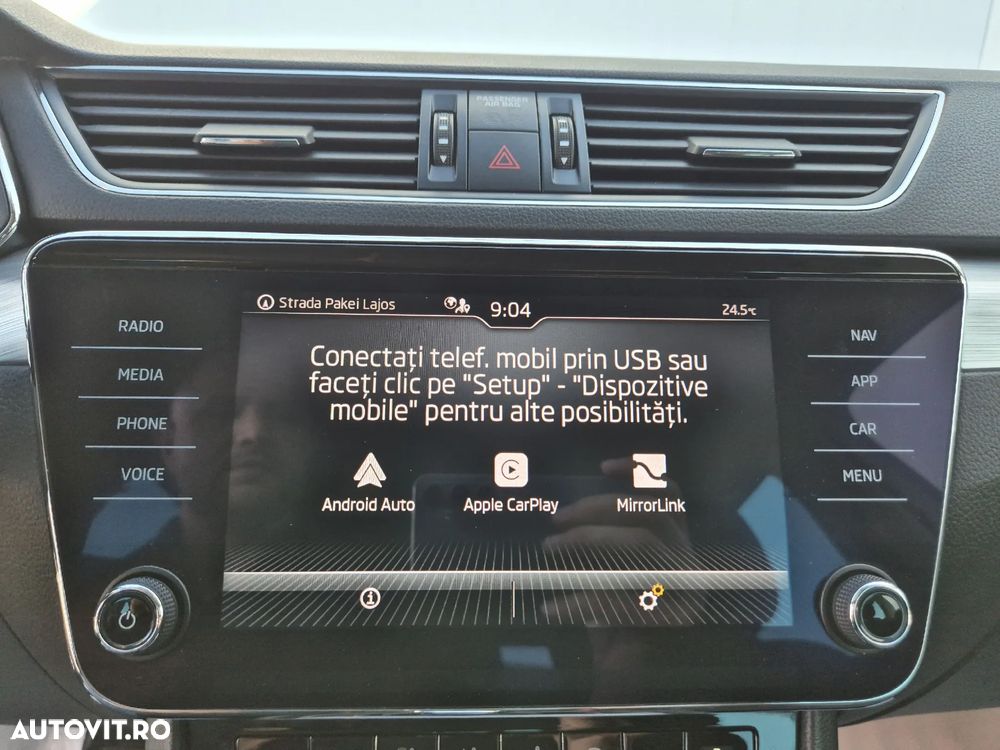 PASSENGER
AIR BAG
Strada Pakei Lajos
9:04
24.5°C
RADIO
MEDIA
PHONE
VOICE
Conectați telef. mobil prin USB sau
faceți clic pe "Setup" - "Dispozitive
mobile" pentru alte posibilități.
Android Auto
Apple CarPlay
MirrorLink
NAV
APP
CAR
MENU
AUTOVIT.RO